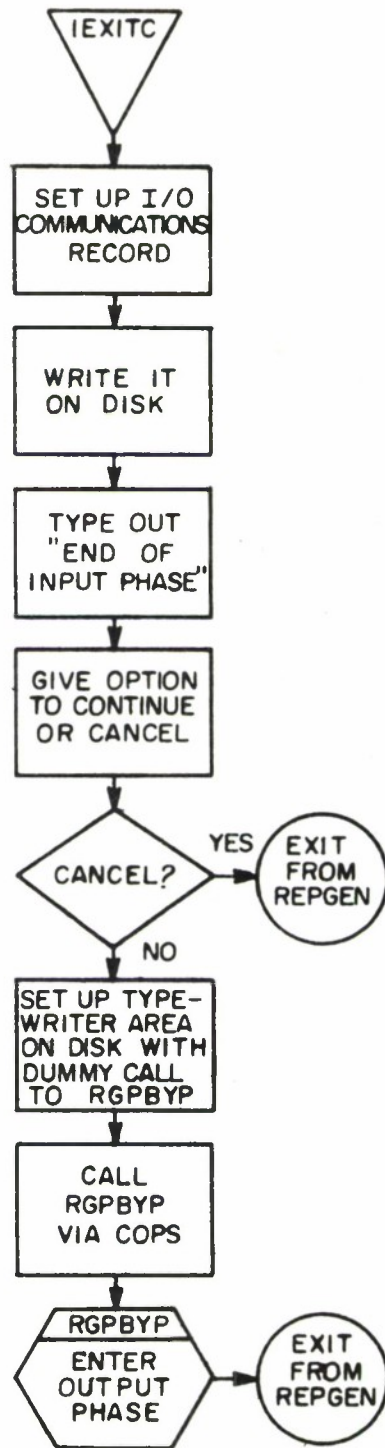 IEXITC
SET UP I/O
COMMUNICATIONS
RECORD
WRITE IT
ON DISK
TYPE OUT
"END OF
INPUT PHASE"
GIVE OPTION
TO CONTINUE
OR CANCEL
CANCEL?
YES
EXIT
FROM
REPGEN
NO
SET UP TYPE-
WRITER AREA
ON DISK WITH
DUMMY CALL
TO RGPBYP
CALL
RGPBYP
VIA COPS
RGPBYP
ENTER
OUTPUT
PHASE
EXIT
FROM
REPGEN